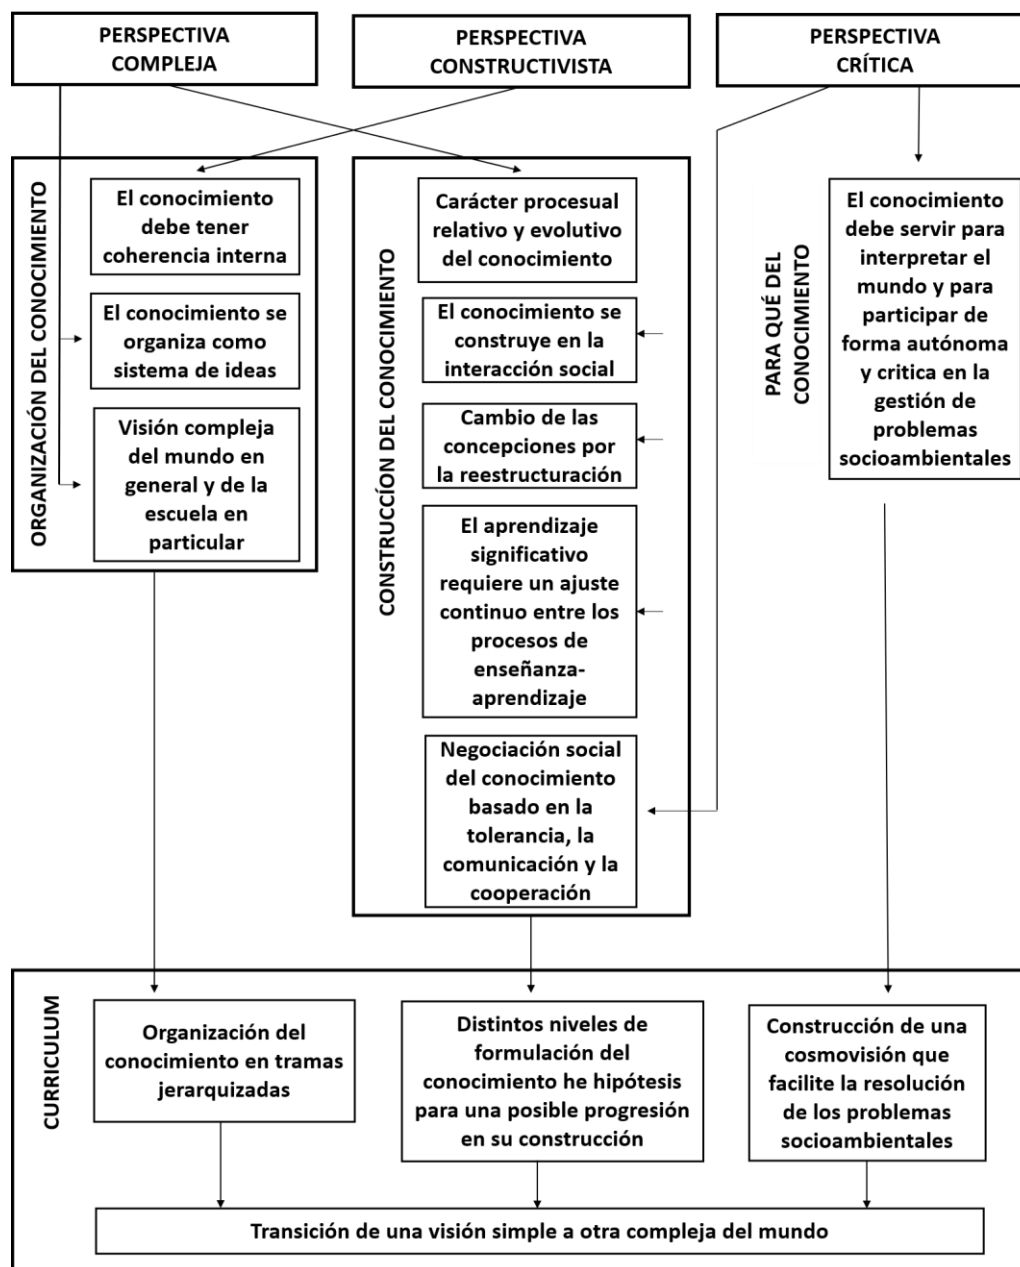 PERSPECTIVA
COMPLEJA
PERSPECTIVA
CONSTRUCTIVISTA
PERSPECTIVA
CRÍTICA
ORGANIZACIÓN DEL CONOCIMIENTO
El conocimiento
debe tener
coherencia interna
El conocimiento se
organiza como
sistema de ideas
Visión compleja
del mundo en
general y de la
escuela en
particular
CONSTRUCCÍON DEL CONOCIMIENTO
Carácter procesual
relativo y evolutivo
del conocimiento
El conocimiento se
construye en la
interacción social
Cambio de las
concepciones por
la reestructuración
El aprendizaje
significativo
requiere un ajuste
continuo entre los
procesos de
enseñanza-
aprendizaje
Negociación social
del conocimiento
basado en la
tolerancia, la
comunicación y la
cooperación
PARA QUÉ DEL
CONOCIMIENTO
El conocimiento
debe servir para
interpretar el
mundo y para
participar de
forma autónoma
y critica en la
gestión de
problemas
socioambientales
CURRICULUM
Organización del
conocimiento en tramas
jerarquizadas
Distintos niveles de
formulación del
conocimiento he hipótesis
para una posible progresión
en su construcción
Construcción de una
cosmovisión que
facilite la resolución
de los problemas
socioambientales
Transición de una visión simple a otra compleja del mundo